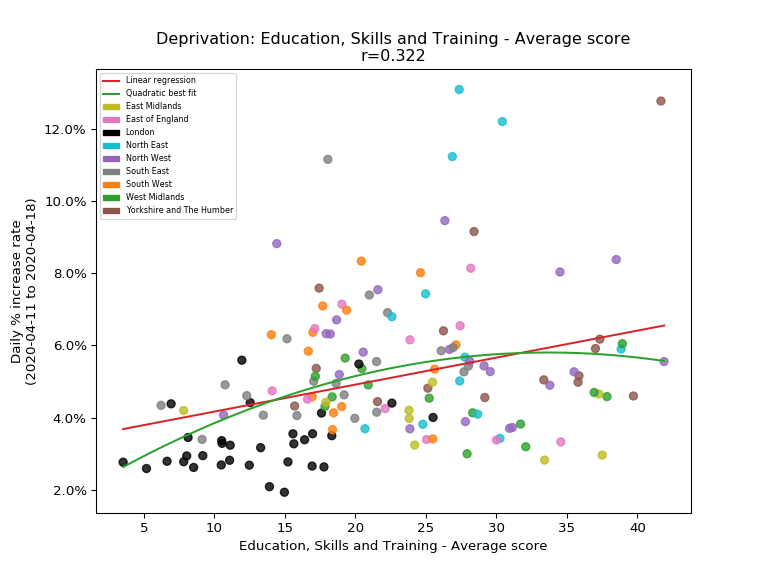 Deprivation: Education, Skills and Training - Average score
r=0.322
Linear regression
Quadratic best fit
East Midlands
East of England
London
North East
North West
South East
South West
West Midlands
Yorkshire and The Humber
Daily % increase rate
(2020-04-11 to 2020-04-18)
12.0%
10.0%
8.0%
6.0%
4.0%
2.0%
5 10 15 20 25 30 35 40
Education, Skills and Training - Average score